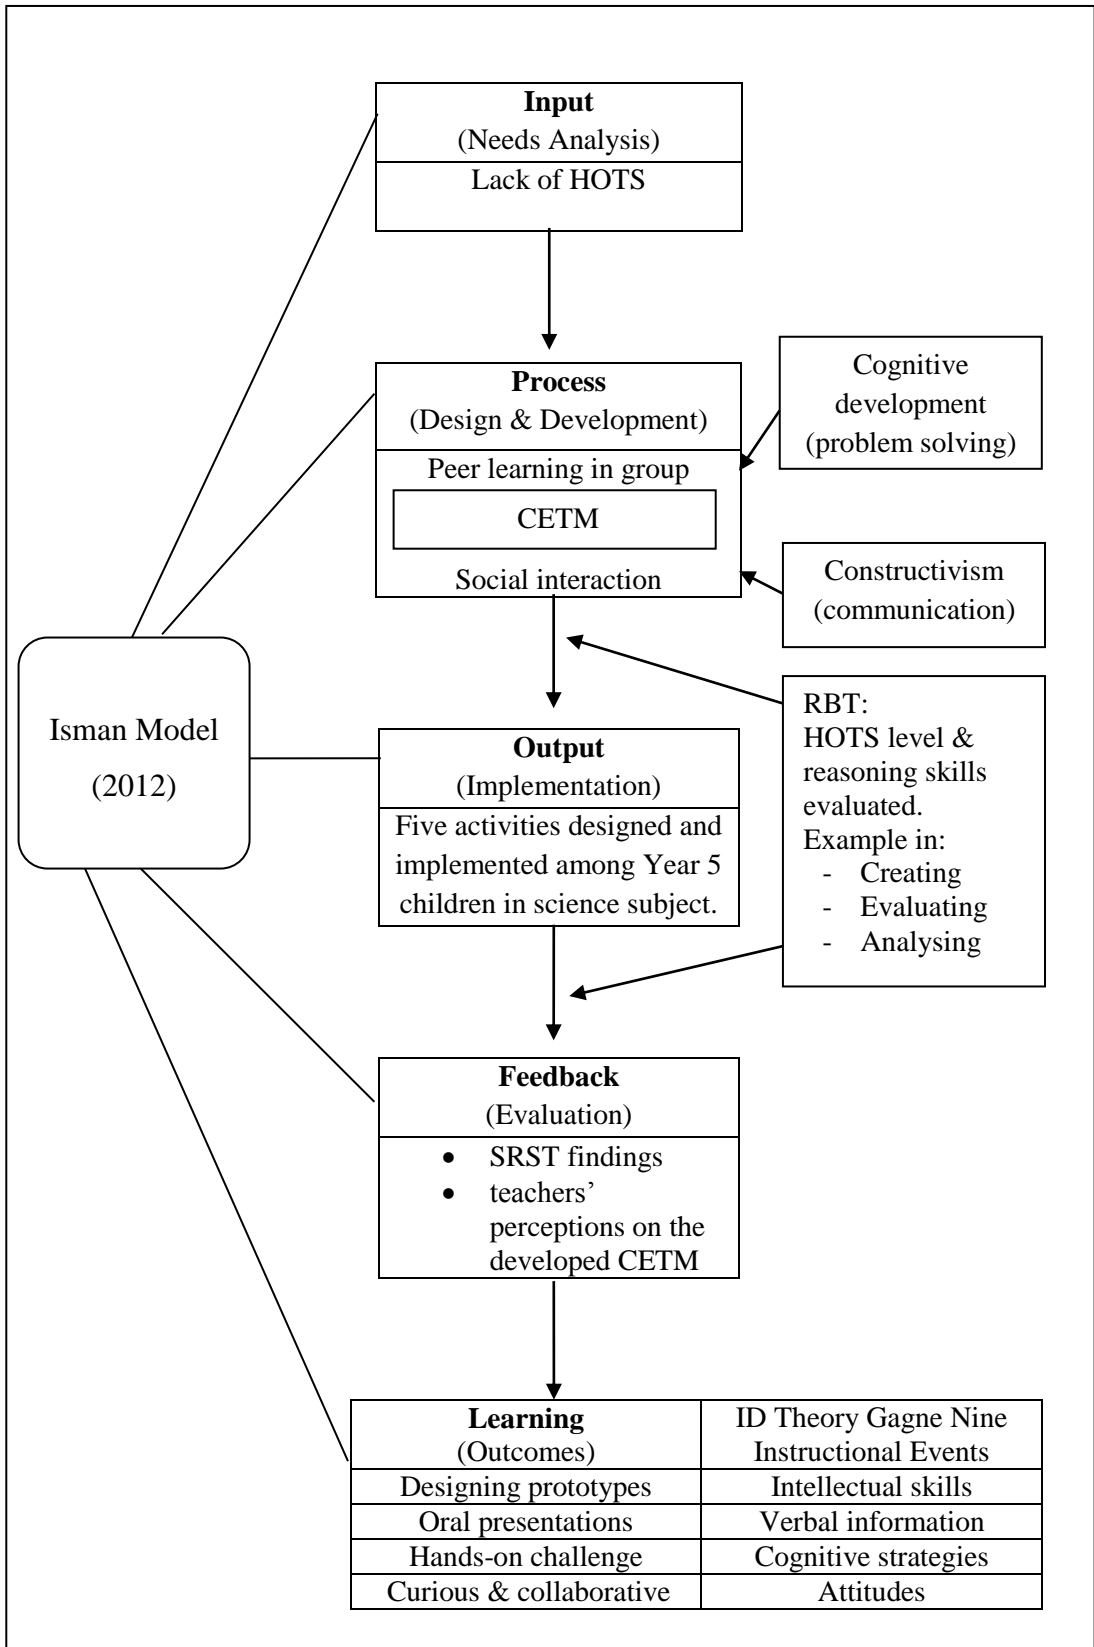 Input
(Needs Analysis)
Lack of HOTS
Process
(Design & Development)
Peer learning in group
CETM
Social interaction
Cognitive
development
(problem solving)
Constructivism
(communication)
Isman Model
(2012)
Output
(Implementation)
Five activities designed and
implemented among Year 5
children in science subject.
RBT:
HOTS level &
reasoning skills
evaluated.
Example in:
- Creating
- Evaluating
- Analysing
Feedback
(Evaluation)
• SRST findings
• teachers’
perceptions on the
developed CETM
Learning
(Outcomes)
ID Theory Gagne Nine
Instructional Events
Designing prototypes
Intellectual skills
Oral presentations
Verbal information
Hands-on challenge
Cognitive strategies
Curious & collaborative
Attitudes